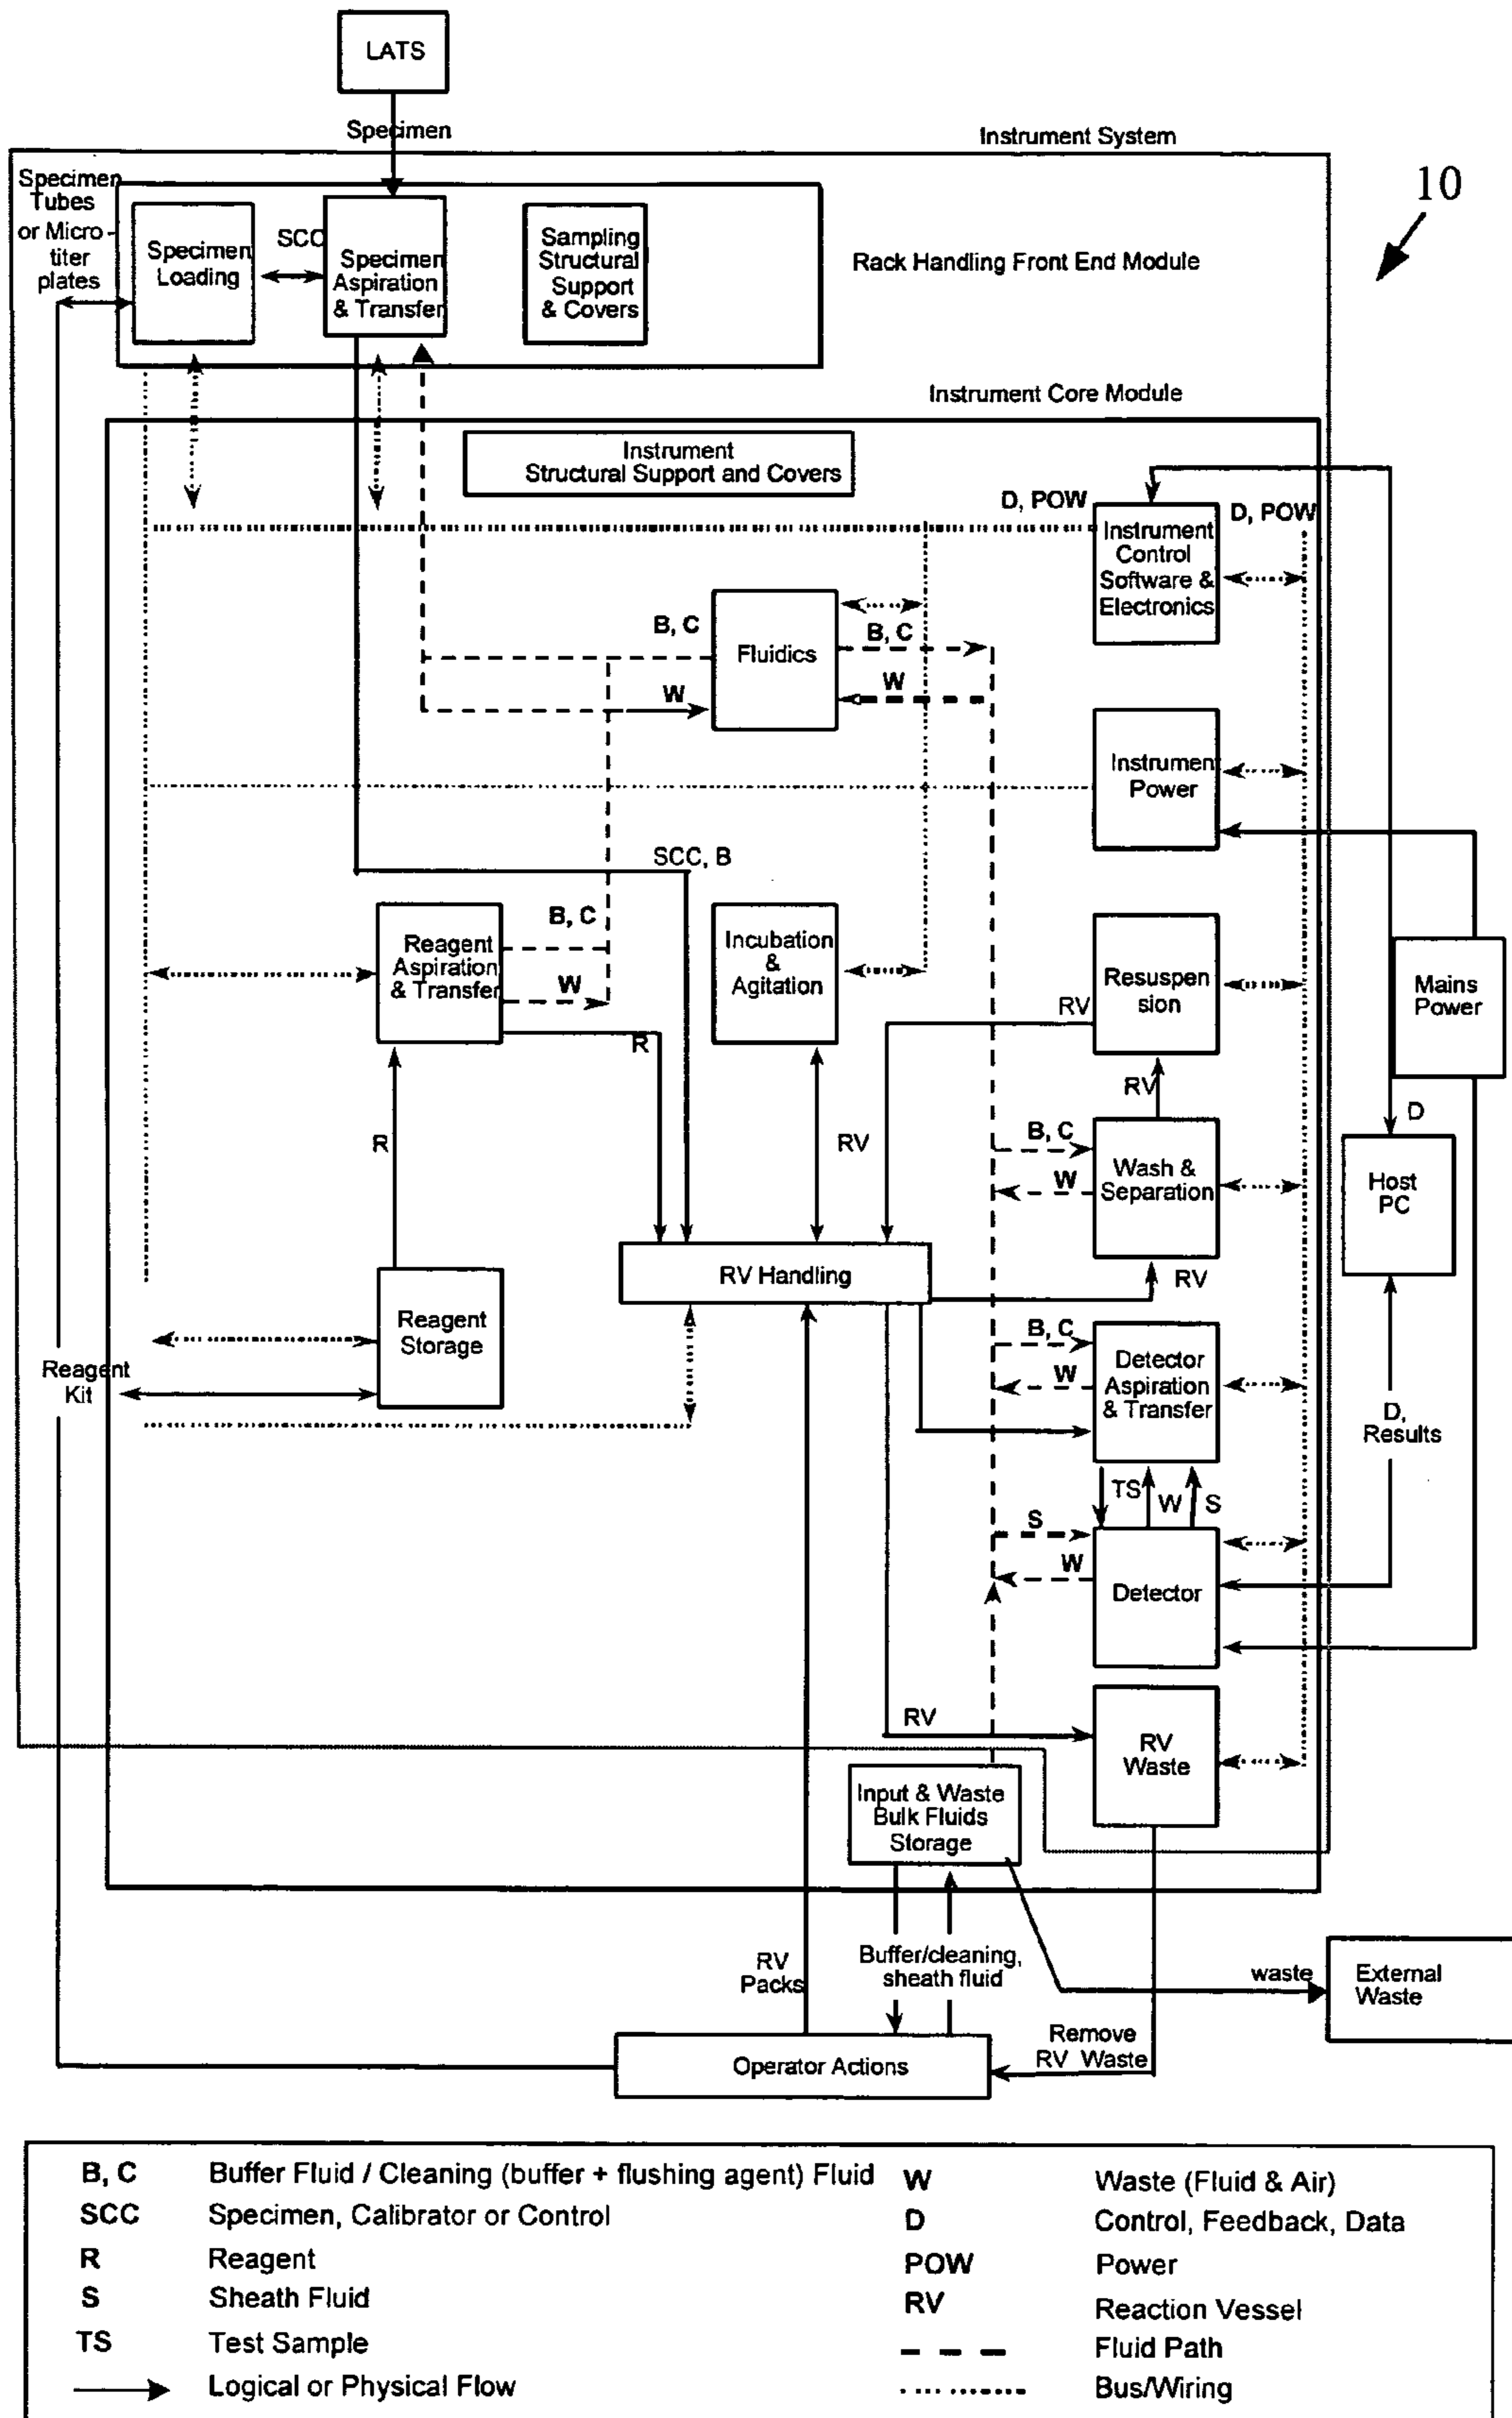 LATS
Specimen
Instrument System
10
Specimen
Tubes
or Micro-
titer
plates
Specimen
Loading
SCC
Specimen
Aspiration
& Transfer
Sampling
Structural
Support
& Covers
Rack Handling Front End Module
Instrument Core Module
Instrument
Structural Support and Covers
D, POW
Instrument
Control
Software &
Electronics
D, POW
B, C
Fluidics
B, C
W
W
Instrument
Power
SCC, B
Reagent
Aspiration
& Transfer
B, C
W
R
Incubation
&
Agitation
Resuspen
sion
RV
Mains
Power
R
RV
RV
D
B, C
W
Wash &
Separation
Host
PC
RV Handling
RV
Reagent
Storage
Reagent
Kit
B, C
W
Detector
Aspiration
& Transfer
D,
Results
TS
W
S
S
W
Detector
RV
RV
Waste
Input & Waste
Bulk Fluids
Storage
RV
Packs
Buffer/cleaning,
sheath fluid
waste
External
Waste
Remove
RV Waste
Operator Actions
B, C Buffer Fluid / Cleaning (buffer + flushing agent) Fluid
W Waste (Fluid & Air)
SCC Specimen, Calibrator or Control
D Control, Feedback, Data
R Reagent
POW Power
S Sheath Fluid
RV Reaction Vessel
TS Test Sample
Fluid Path
Logical or Physical Flow
Bus/Wiring